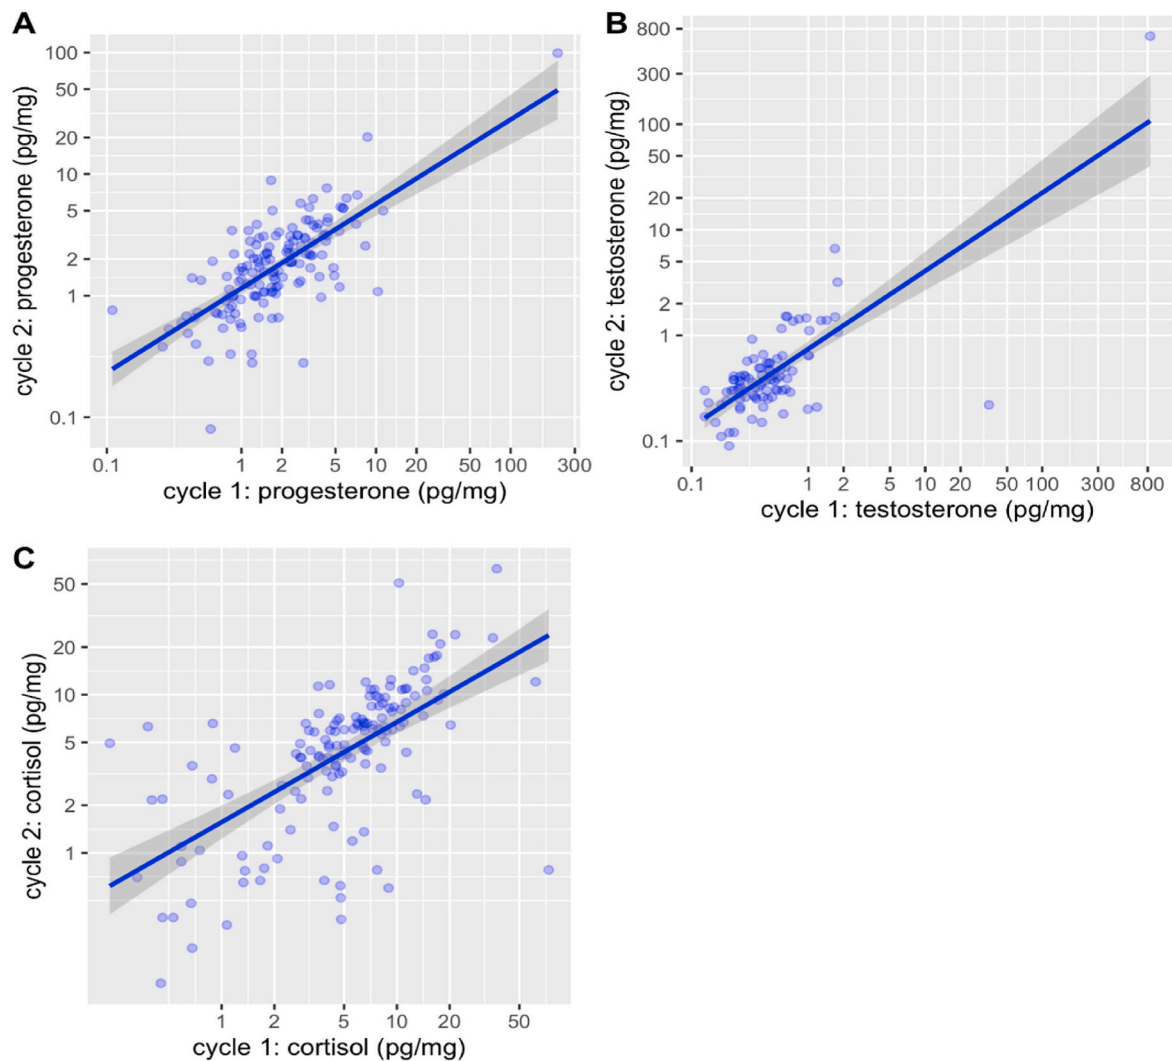 A
cycle 2: progesterone (pg/mg)
100
50
20
10
5
2
1
0.1
0.1 1 2 5 10 20 50 100 300
cycle 1: progesterone (pg/mg)
B
cycle 2: testosterone (pg/mg)
800
300
100
50
20
10
5
2
1
0.1
0.1 1 2 5 10 20 50 100 300 800
cycle 1: testosterone (pg/mg)
C
cycle 2: cortisol (pg/mg)
50
20
10
5
2
1
1 2 5 10 20 50
cycle 1: cortisol (pg/mg)